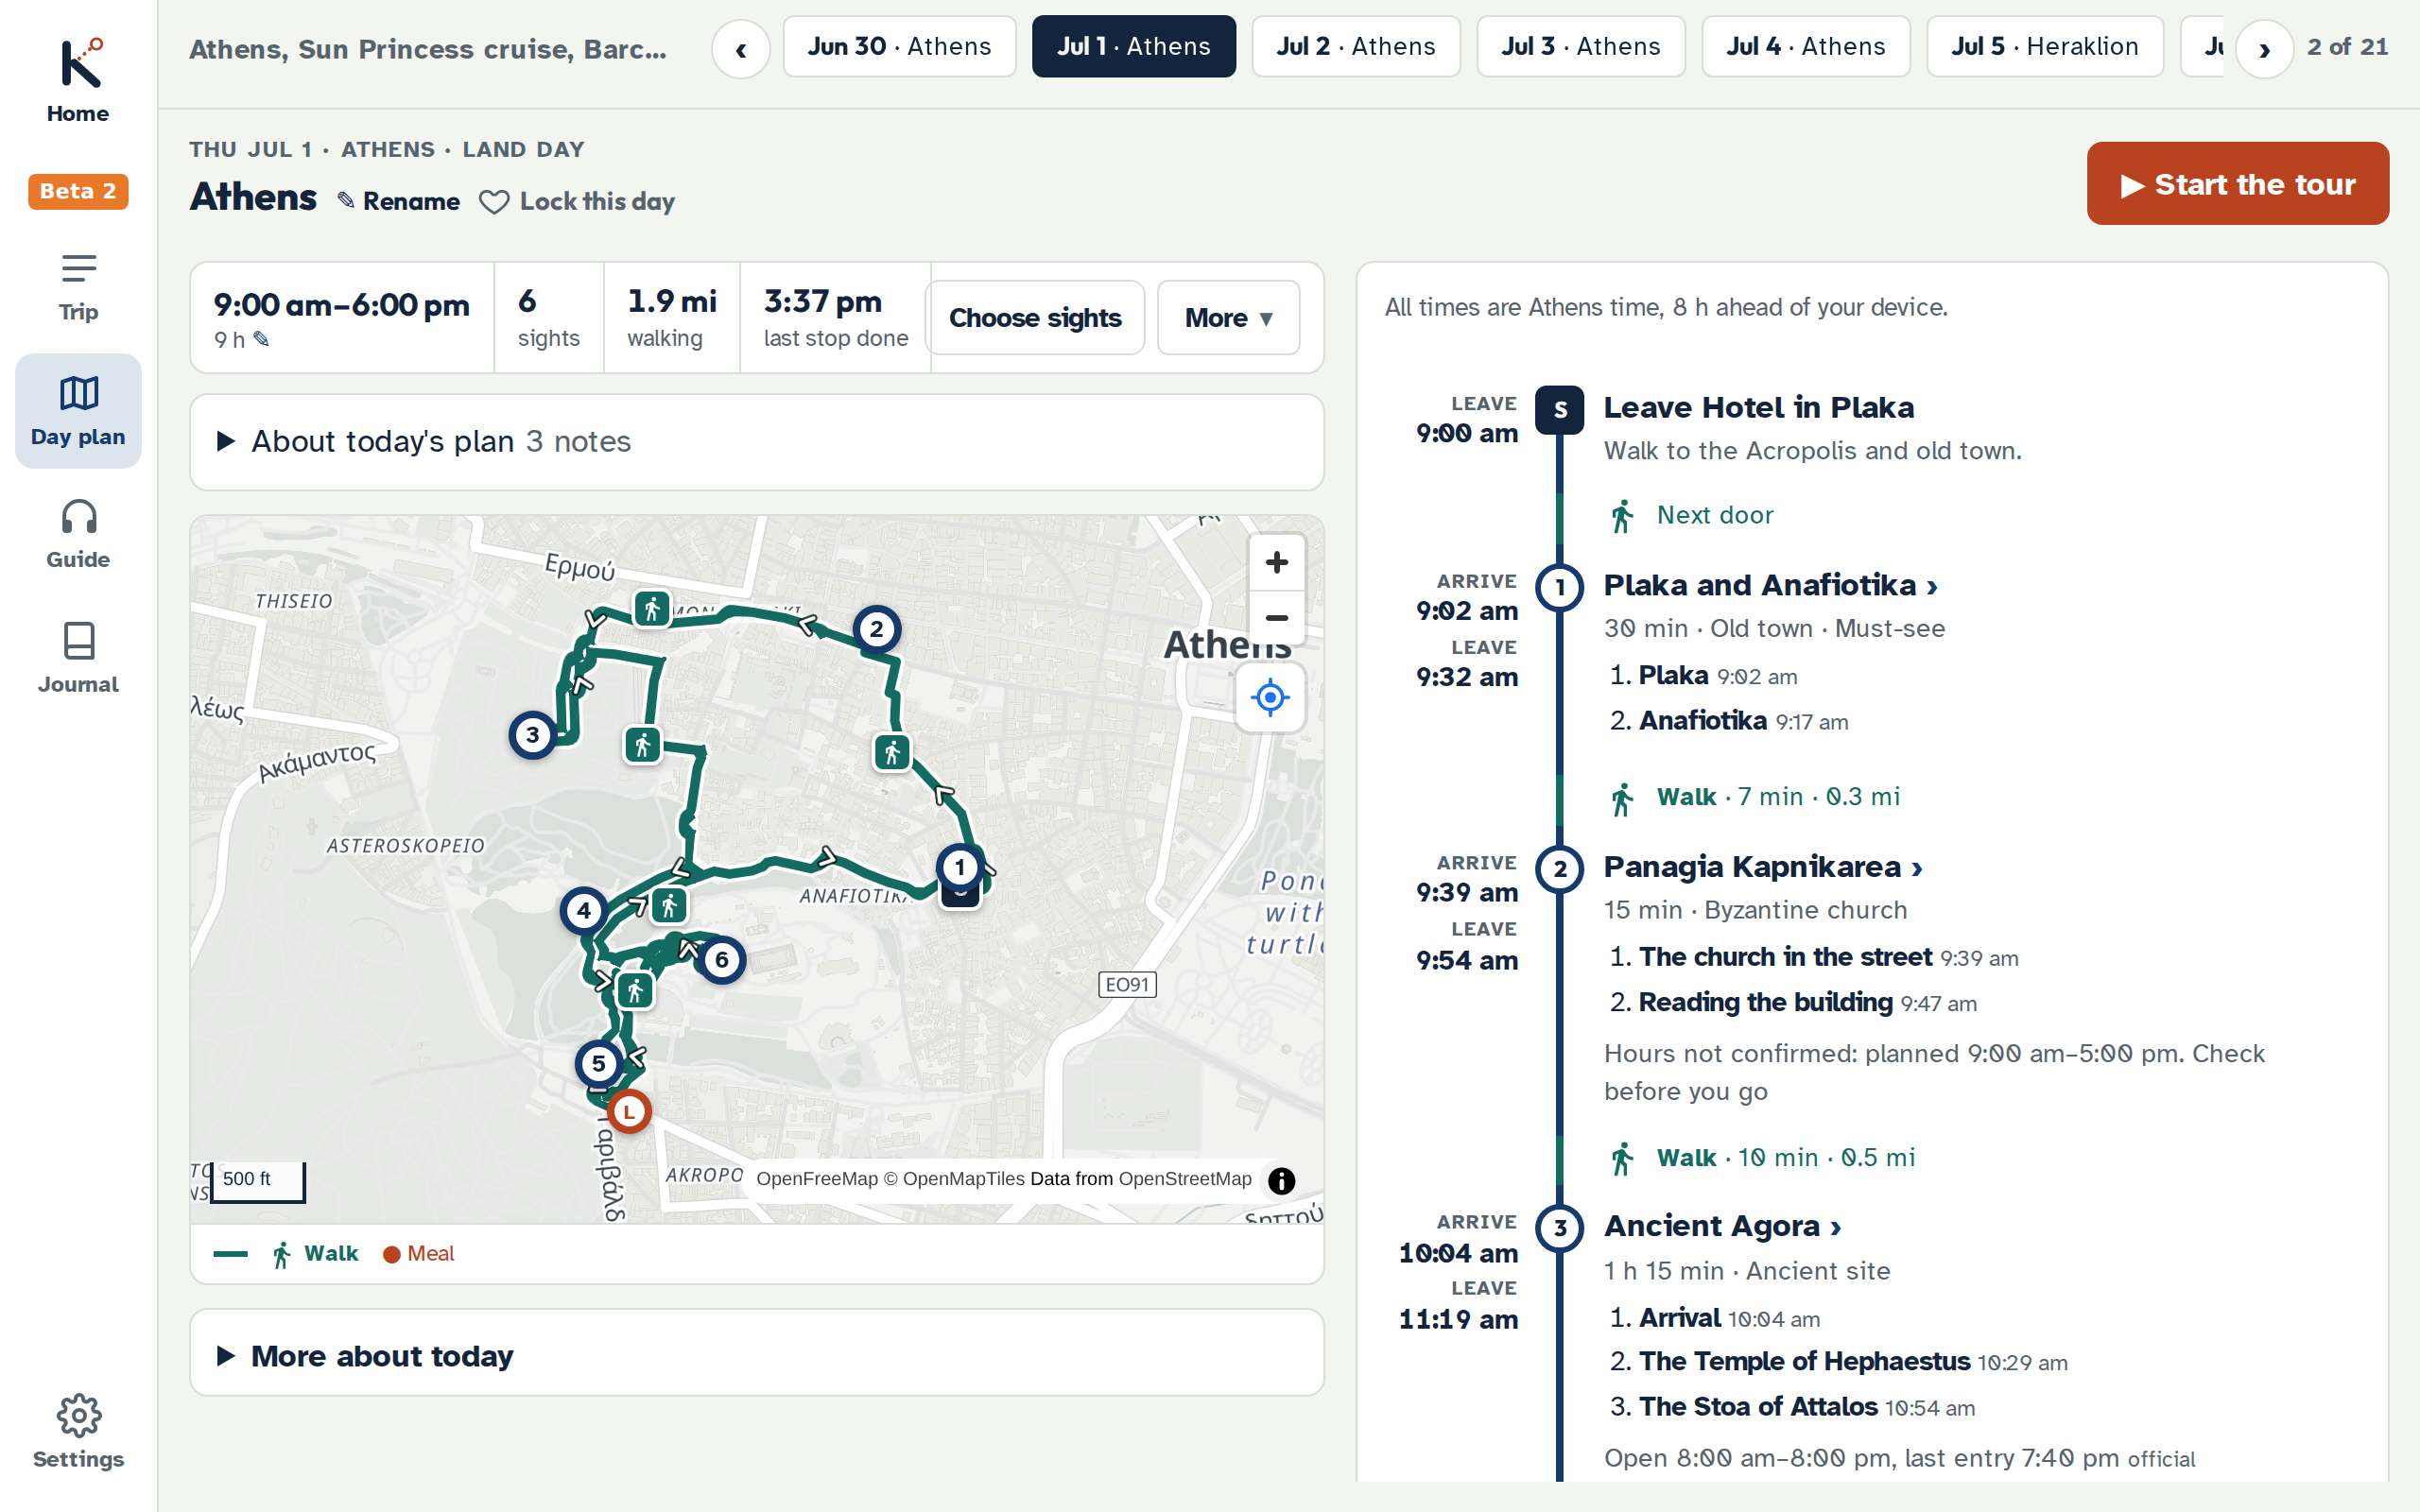 Home
Beta 2
Trip
Day plan
Guide
Journal
Settings
Athens, Sun Princess cruise, Barc...
‹
Jun 30 · Athens
Jul 1 · Athens
Jul 2 · Athens
Jul 3 · Athens
Jul 4 · Athens
Jul 5 · Heraklion
›
2 of 21
THU JUL 1 · ATHENS · LAND DAY
Athens
✎ Rename
Lock this day
▶ Start the tour
9:00 am–6:00 pm
9 h ✎
6
sights
1.9 mi
walking
3:37 pm
last stop done
Choose sights
More ▼
▶ About today's plan 3 notes
Ερμού
THISEIO
2
Athens
3
Ακάμαντος
ASTEROSKOPEIO
1
4
6
EO91
5
L
AKROPO
500 ft
OpenFreeMap © OpenMapTiles Data from OpenStreetMap
Walk
Meal
▶ More about today
All times are Athens time, 8 h ahead of your device.
LEAVE
9:00 am
S
Leave Hotel in Plaka
Walk to the Acropolis and old town.
Next door
ARRIVE
9:02 am
LEAVE
9:32 am
1
Plaka and Anafiotika ›
30 min · Old town · Must-see
1. Plaka 9:02 am
2. Anafiotika 9:17 am
Walk · 7 min · 0.3 mi
ARRIVE
9:39 am
LEAVE
9:54 am
2
Panagia Kapnikarea ›
15 min · Byzantine church
1. The church in the street 9:39 am
2. Reading the building 9:47 am
Hours not confirmed: planned 9:00 am–5:00 pm. Check
before you go
Walk · 10 min · 0.5 mi
ARRIVE
10:04 am
LEAVE
11:19 am
3
Ancient Agora ›
1 h 15 min · Ancient site
1. Arrival 10:04 am
2. The Temple of Hephaestus 10:29 am
3. The Stoa of Attalos 10:54 am
Open 8:00 am–8:00 pm, last entry 7:40 pm official